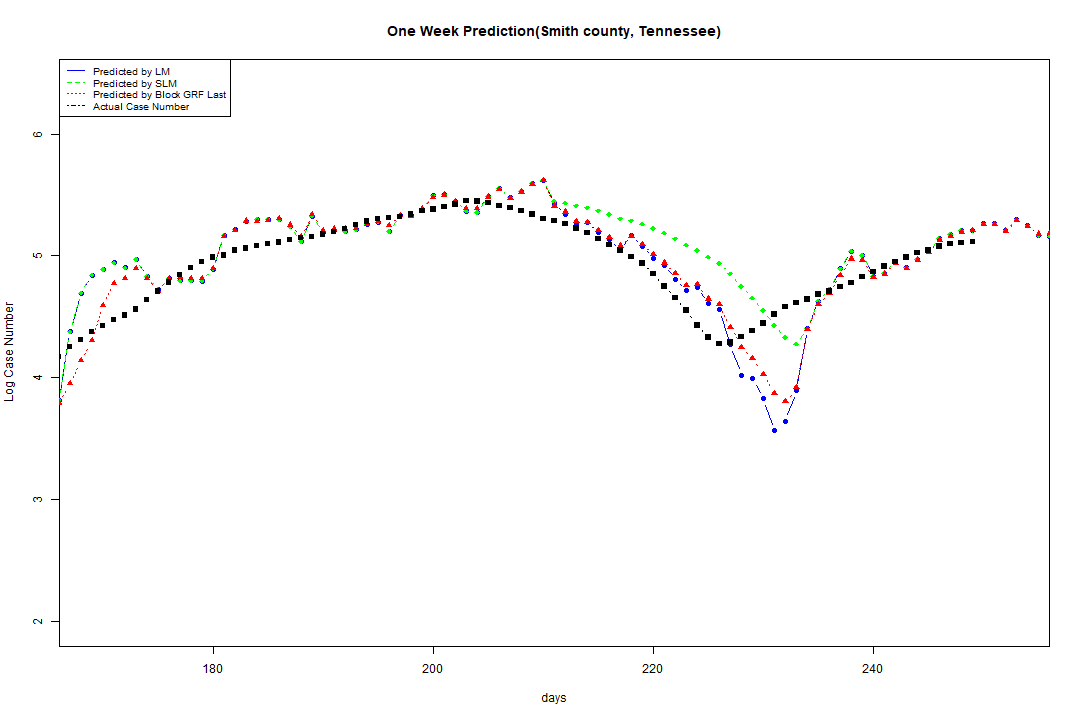 One Week Prediction(Smith county, Tennessee)
Predicted by LM
Predicted by SLM
Predicted by Block GRF Last
Actual Case Number
6
5
4
3
2
Log Case Number
180 200 220 240
days